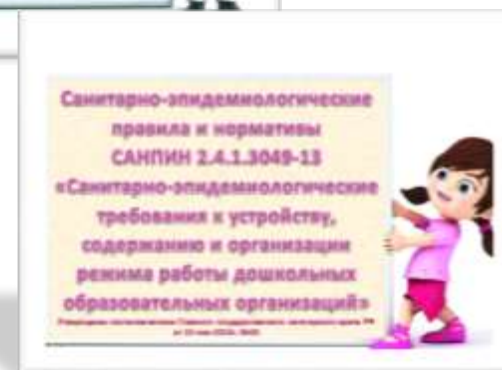 Санитарно-эпидемиологические
правила и нормативы
САНПИН 2.4.1.3049-13
«Санитарно-эпидемиологические
требования к устройству,
содержанию и организации
режима работы дошкольных
образовательных организаций»